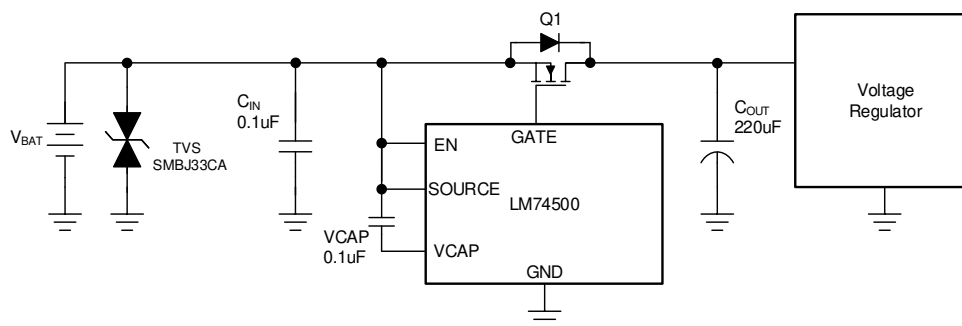 Q1
V_BAT
TVS
SMBJ33CA
C_IN
0.1uF
VCAP
0.1uF
EN
SOURCE
VCAP
GATE
LM74500
GND
C_OUT
220uF
Voltage
Regulator